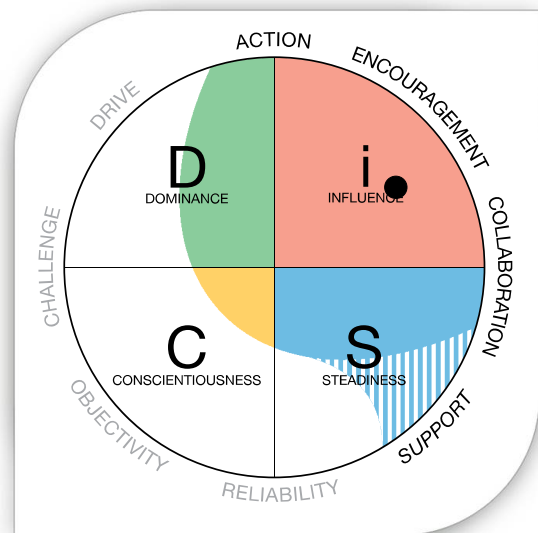 ACTION
ENCOURAGEMENT
DRIVE
D
DOMINANCE
i
INFLUENCE
CHALLENGE
COLLABORATION
C
CONSCIENTIOUSNESS
S
STEADINESS
OBJECTIVITY
SUPPORT
RELIABILITY